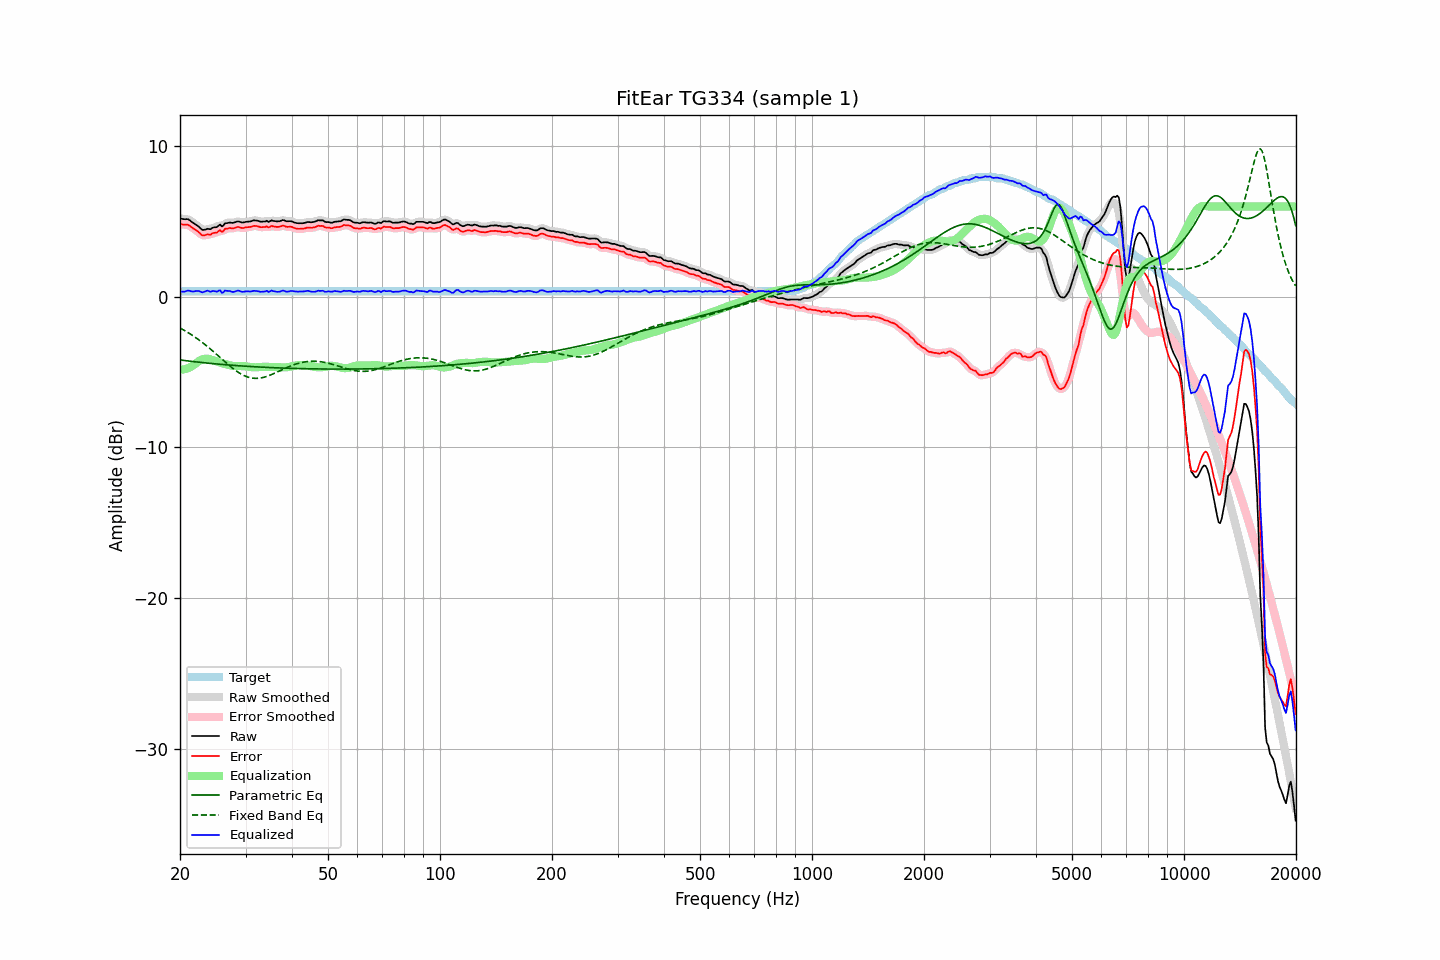 FitEar TG334 (sample 1)
Amplitude (dBr)
10
0
−10
−20
−30
Target
Raw Smoothed
Error Smoothed
Raw
Error
Equalization
Parametric Eq
Fixed Band Eq
Equalized
20 50 100 200 500 1000 2000 5000 10000 20000
Frequency (Hz)